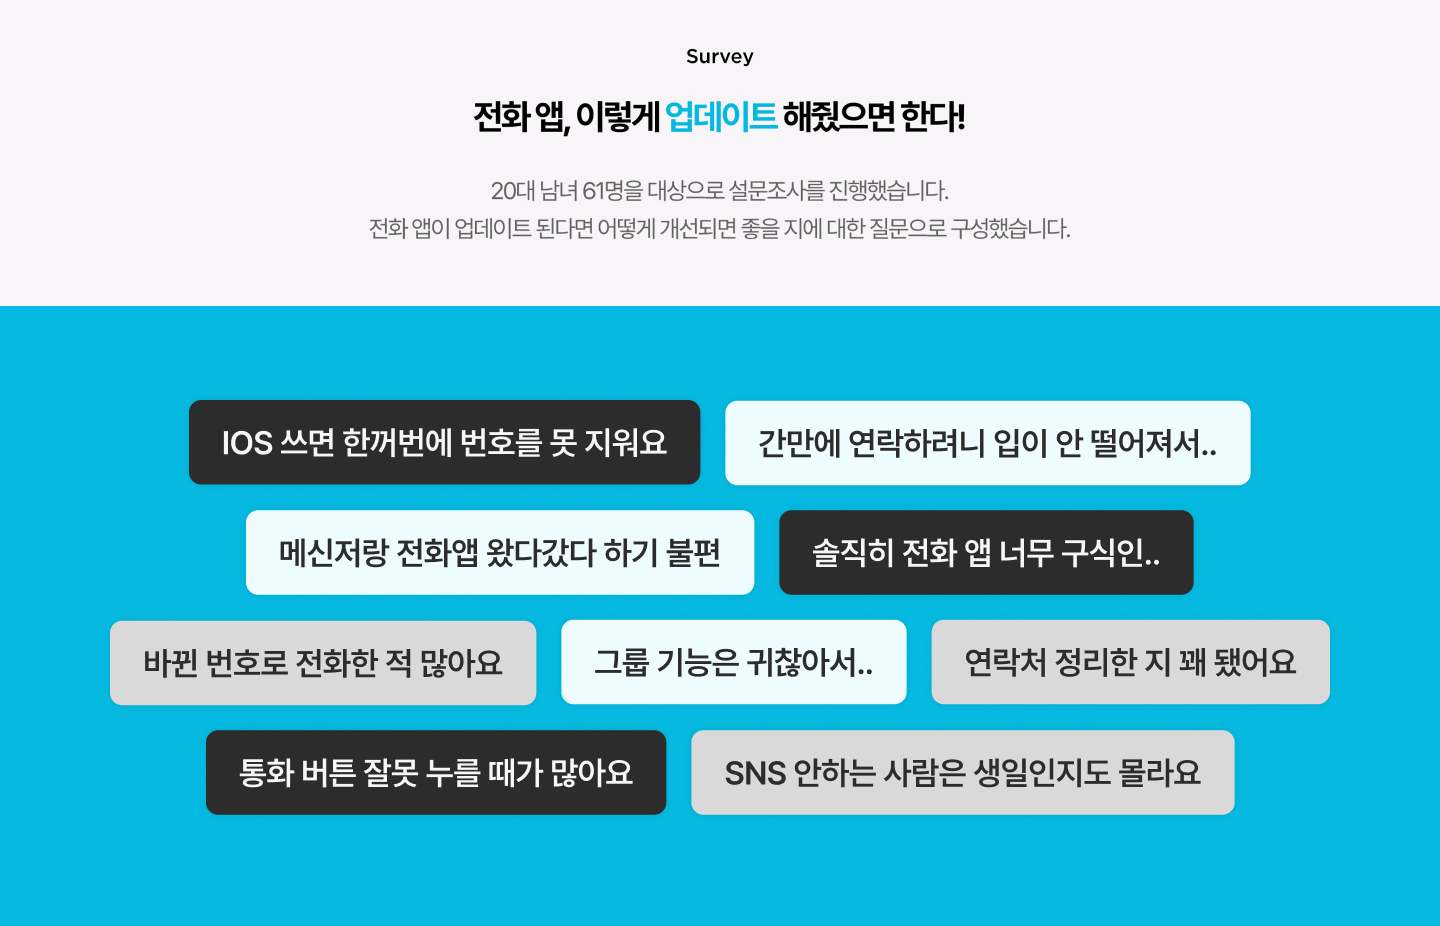 Survey
전화 앱, 이렇게 업데이트 해줬으면 한다!
20대 남녀 61명을 대상으로 설문조사를 진행했습니다.
전화 앱이 업데이트 된다면 어떻게 개선되면 좋을 지에 대한 질문으로 구성했습니다.
IOS 쓰면 한꺼번에 번호를 못 지워요
간만에 연락하려니 입이 안 떨어져서..
메신저랑 전화앱 왔다갔다 하기 불편
솔직히 전화 앱 너무 구식인..
바뀐 번호로 전화한 적 많아요
그룹 기능은 귀찮아서..
연락처 정리한 지 꽤 됐어요
통화 버튼 잘못 누를 때가 많아요
SNS 안하는 사람은 생일인지도 몰라요